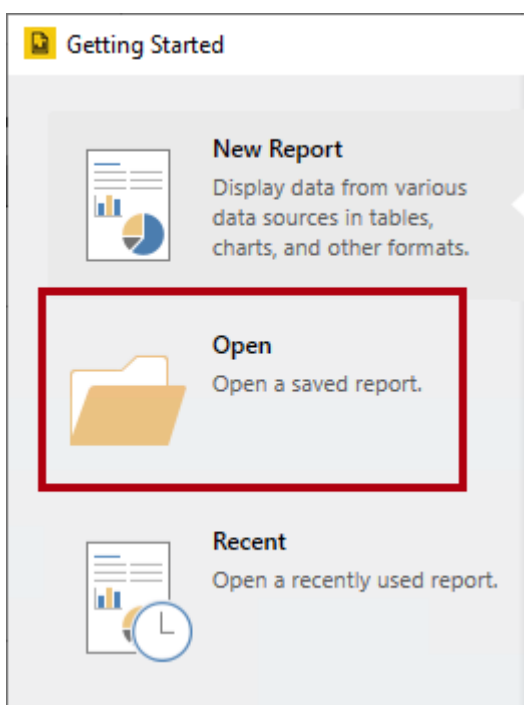 Getting Started
New Report
Display data from various
data sources in tables,
charts, and other formats.
Open
Open a saved report.
Recent
Open a recently used report.